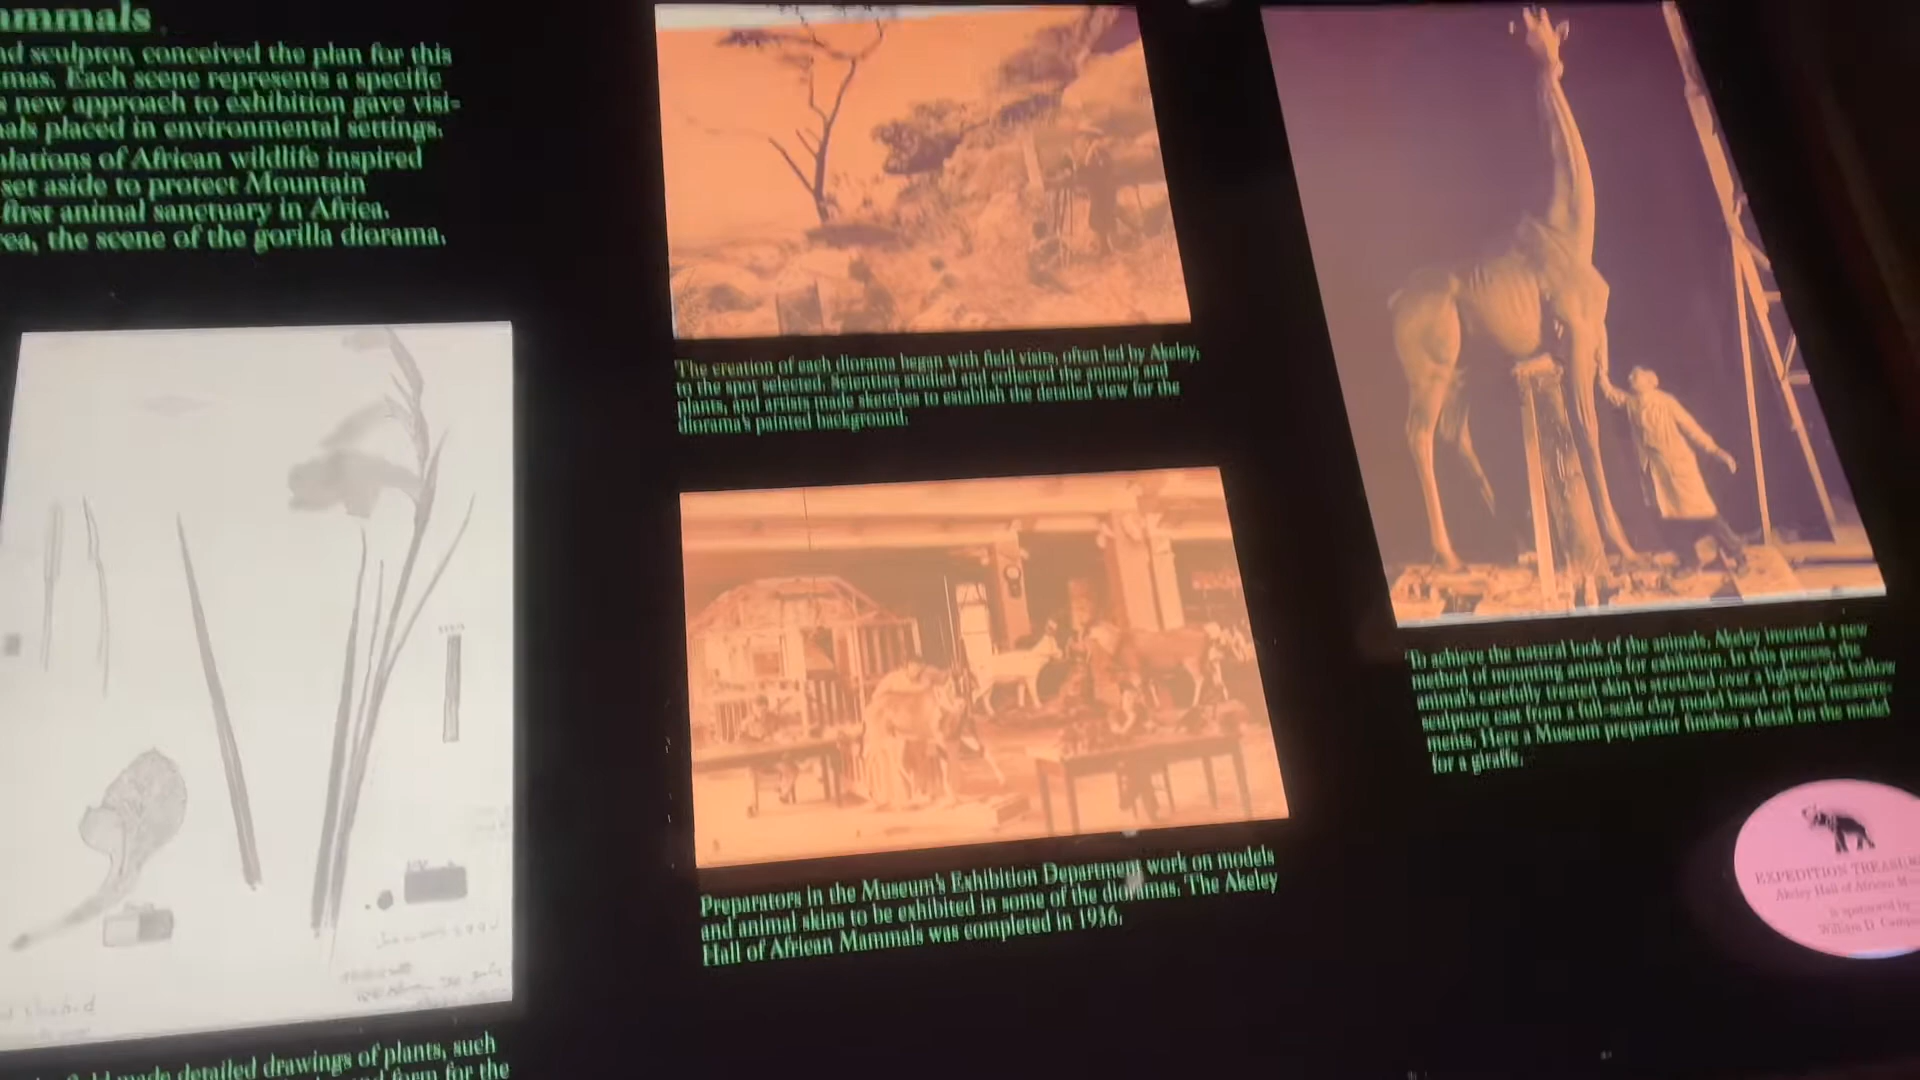 ammals
nd sculptor, conceived the plan for this
mas. Each scene represents a specific
s new approach to exhibition gave visi-
nals placed in environmental settings.
ulations of African wildlife inspired
set aside to protect Mountain
first animal sanctuary in Africa.
rea, the scene of the gorilla diorama.
The creation of each diorama began with field visits, often led by Akeley,
to the spot selected. Scientists studied and collected the animals and
plants, and artists made sketches to establish the detailed view for the
diorama's painted background.
Preparators in the Museum's Exhibition Department work on models
and animal skins to be exhibited in some of the dioramas. The Akeley
Hall of African Mammals was completed in 1936.
To achieve the natural look of the animals, Akeley invented a new
method of mounting animals for exhibition. In this process, the
animal's carefully treated skin is stretched over a lightweight hollow
sculpture cast from a full-scale clay model based on field measure-
ments. Here a Museum preparator finishes a detail on the model
for a giraffe.
EXPEDITION TREASUR
Akeley Hall of African M
is sponsored by
William D. Camp
made detailed drawings of plants, such
and form for the